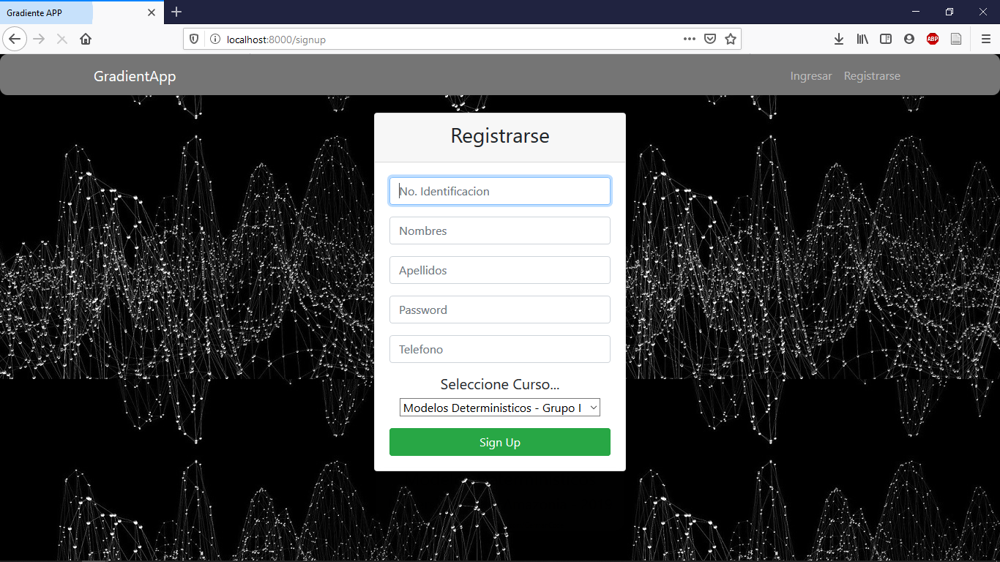 Gradiente APP
localhost:8000/signup
ABP
GradientApp
Ingresar Registrarse
Registrarse
No. Identificacion
Nombres
Apellidos
Password
Telefono
Seleccione Curso...
Modelos Deterministicos - Grupo I
Sign Up